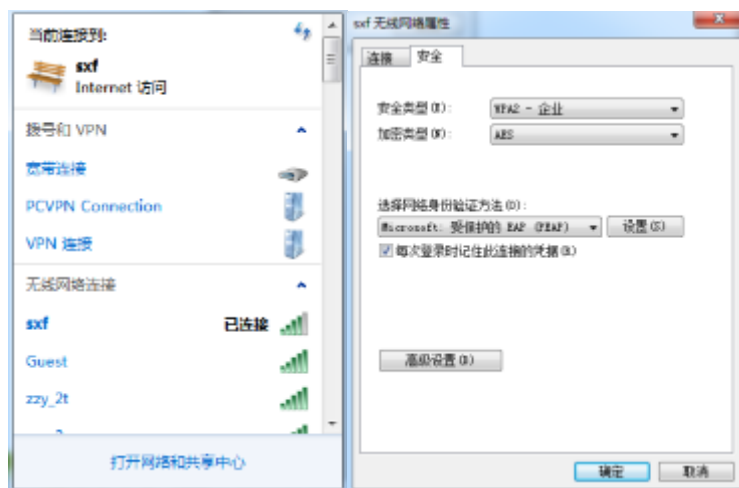 当前连接到:
sxf
Internet 访问
拨号和 VPN
宽带连接
PCVPN Connection
VPN 连接
无线网络连接
sxf 已连接
Guest
zzy_2t
打开网络和共享中心
sxf 无线网络属性
连接 安全
安全类型(E): WPA2 - 企业
加密类型(N): AES
选择网络身份验证方法(O):
Microsoft: 受保护的 EAP (PEAP) 设置(S)
每次登录时记住此连接的凭据(R)
高级设置(D)
确定 取消